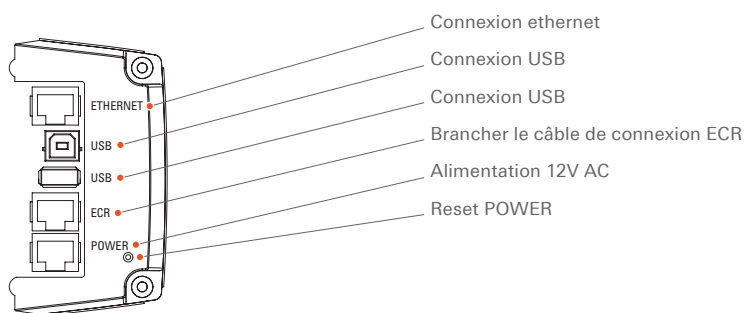 Connexion ethernet
Connexion USB
Connexion USB
Brancher le câble de connexion ECR
Alimentation 12V AC
Reset POWER
ETHERNET
USB
USB
ECR
POWER